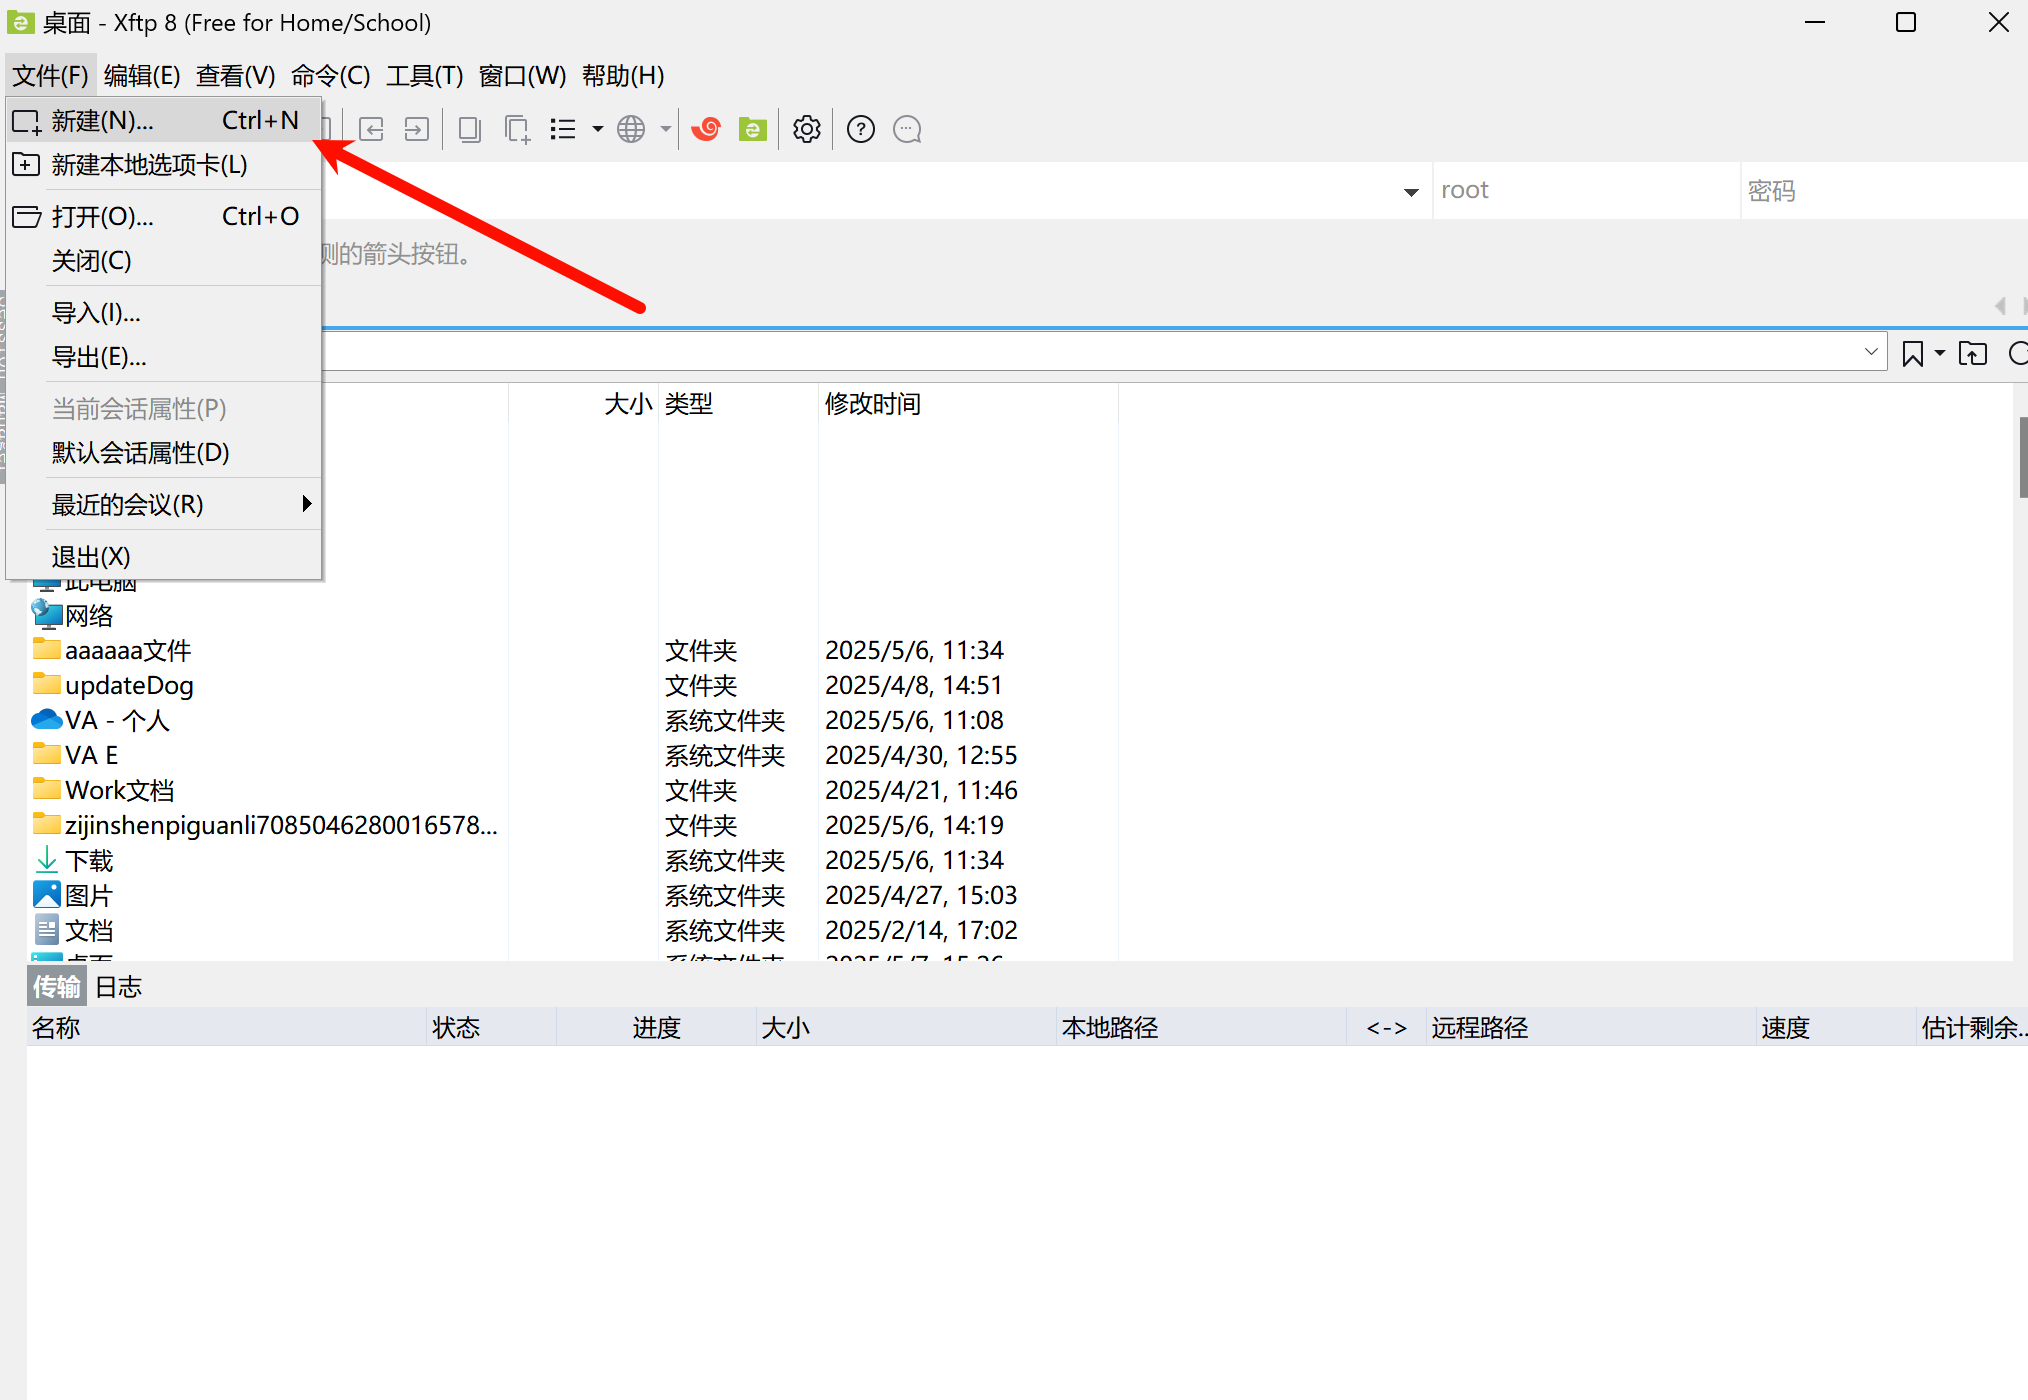 桌面 - Xftp 8 (Free for Home/School)
文件(F) 编辑(E) 查看(V) 命令(C) 工具(T) 窗口(W) 帮助(H)
新建(N)... Ctrl+N
新建本地选项卡(L)
root 密码
打开(O)... Ctrl+O
的箭头按钮。
关闭(C)
导入(I)...
导出(E)...
当前会话属性(P)
大小 类型 修改时间
默认会话属性(D)
最近的会议(R)
退出(X)
此电脑
网络
aaaaaa文件 文件夹 2025/5/6, 11:34
updateDog 文件夹 2025/4/8, 14:51
VA - 个人 系统文件夹 2025/5/6, 11:08
VA E 系统文件夹 2025/4/30, 12:55
Work文档 文件夹 2025/4/21, 11:46
zijinshenpiguanli7085046280016578... 文件夹 2025/5/6, 14:19
下载 系统文件夹 2025/5/6, 11:34
图片 系统文件夹 2025/4/27, 15:03
文档 系统文件夹 2025/2/14, 17:02
传输 日志
名称 状态 进度 大小 本地路径 <-> 远程路径 速度 估计剩余...